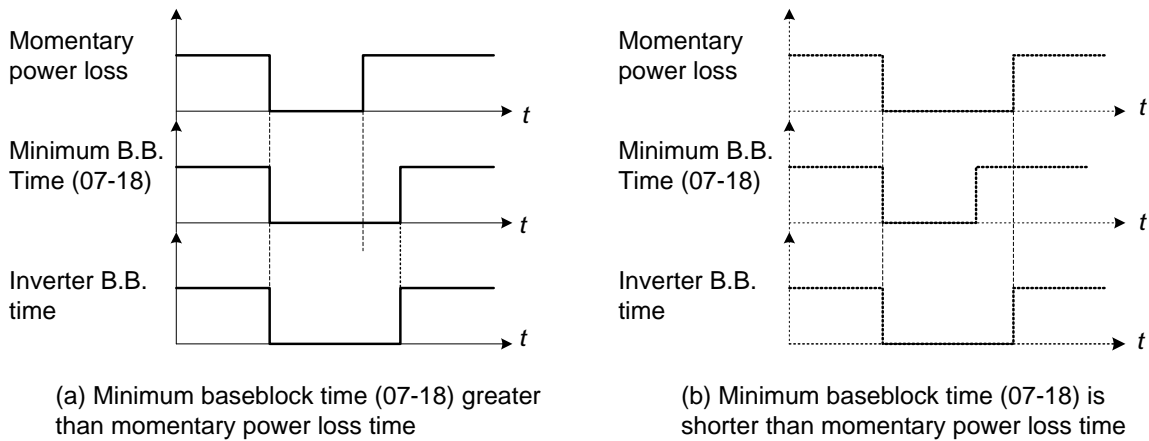 Momentary
power loss
t
Minimum B.B.
Time (07-18)
t
Inverter B.B.
time
t
(a) Minimum baseblock time (07-18) greater
than momentary power loss time
Momentary
power loss
t
Minimum B.B.
Time (07-18)
t
Inverter B.B.
time
t
(b) Minimum baseblock time (07-18) is
shorter than momentary power loss time